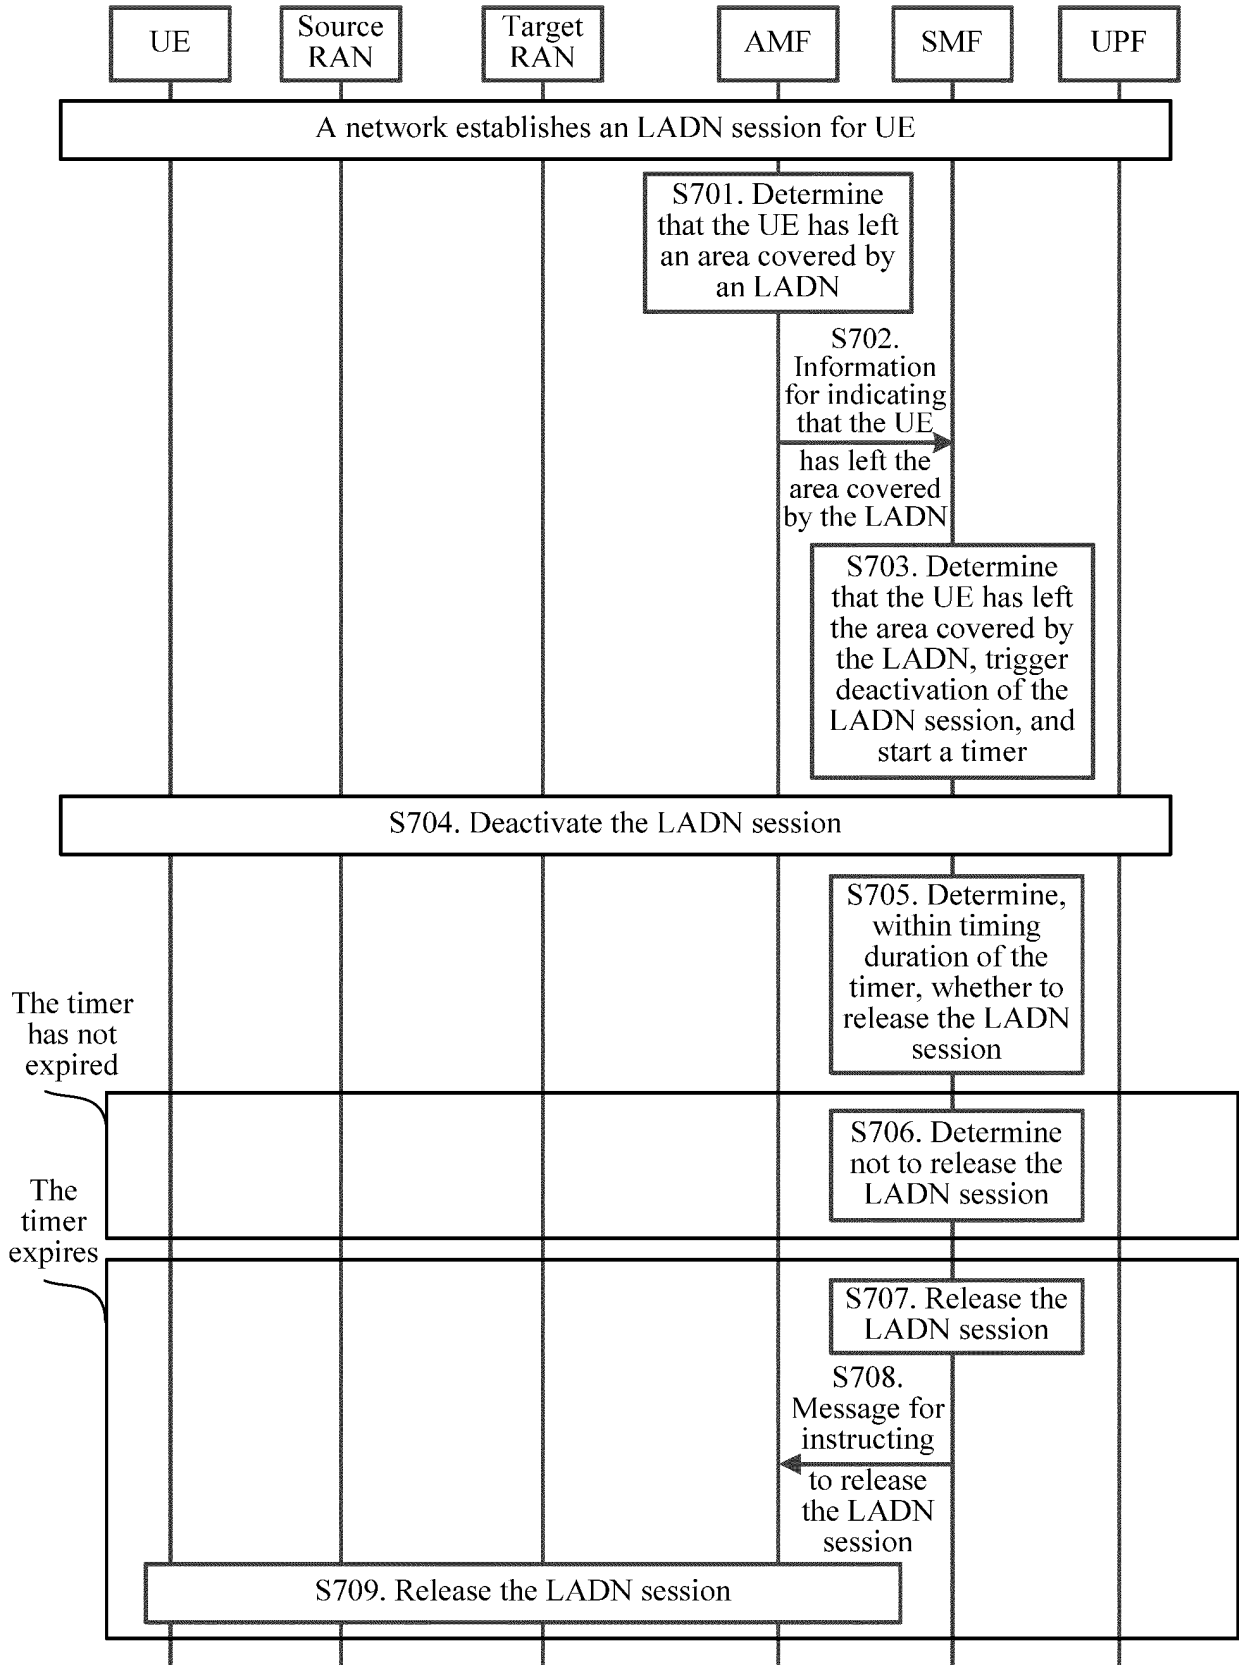 UE
Source
RAN
Target
RAN
AMF
SMF
UPF
A network establishes an LADN session for UE
S701. Determine
that the UE has left
an area covered by
an LADN
S702.
Information
for indicating
that the UE
has left the
area covered
by the LADN
S703. Determine
that the UE has left
the area covered by
the LADN, trigger
deactivation of the
LADN session, and
start a timer
S704. Deactivate the LADN session
S705. Determine,
within timing
duration of the
timer, whether to
release the LADN
session
The timer
has not
expired
S706. Determine
not to release the
LADN session
The
timer
expires
S707. Release the
LADN session
S708.
Message for
instructing
to release
the LADN
session
S709. Release the LADN session